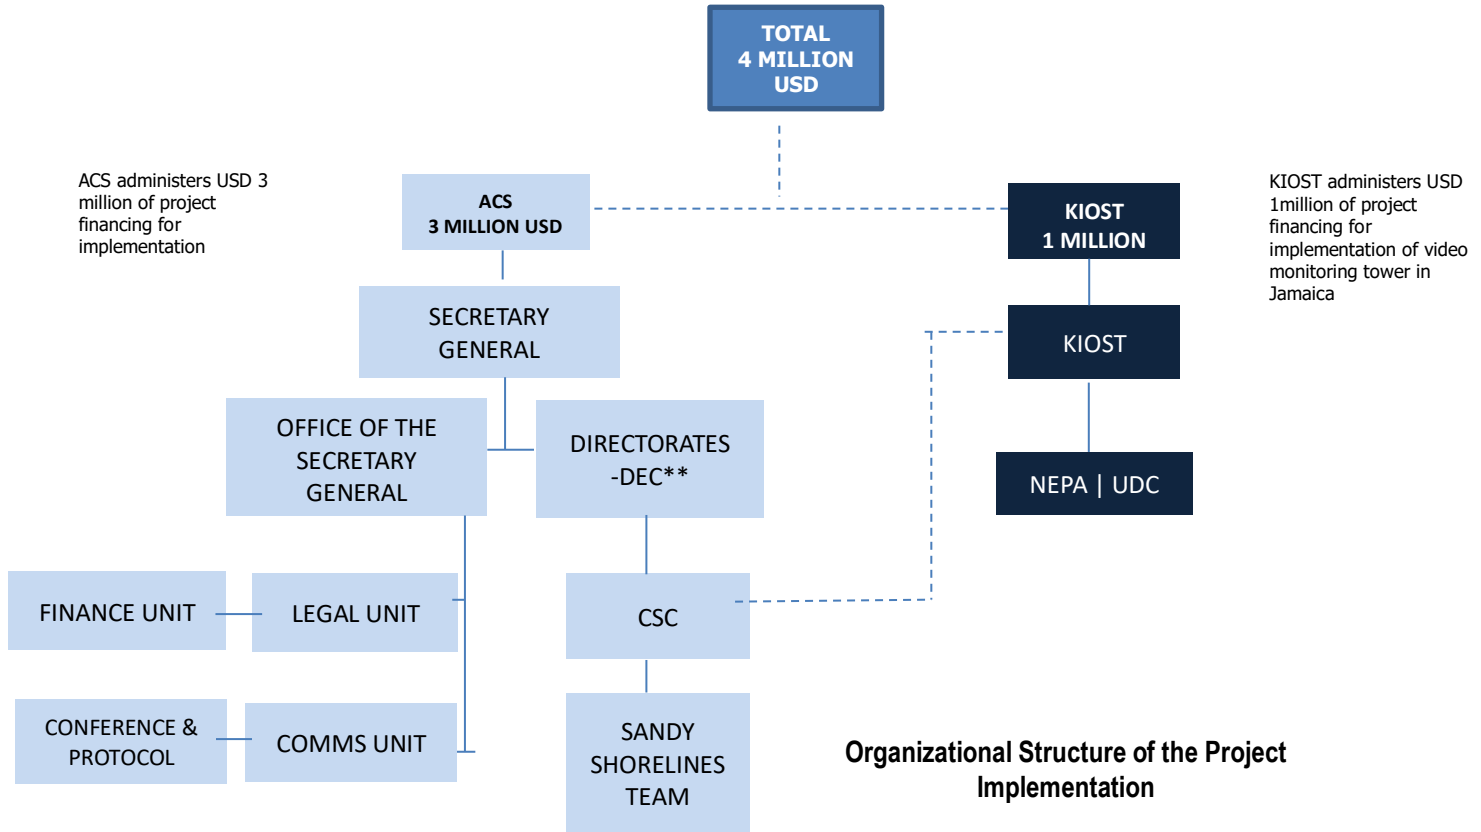 TOTAL
4 MILLION
USD
ACS administers USD 3
million of project
financing for
implementation
ACS
3 MILLION USD
KIOST
1 MILLION
KIOST administers USD
1million of project
financing for
implementation of video
monitoring tower in
Jamaica
SECRETARY
GENERAL
KIOST
OFFICE OF THE
SECRETARY
GENERAL
DIRECTORATES
-DEC**
NEPA | UDC
FINANCE UNIT
LEGAL UNIT
CSC
CONFERENCE &
PROTOCOL
COMMS UNIT
SANDY
SHORELINES
TEAM
Organizational Structure of the Project
Implementation